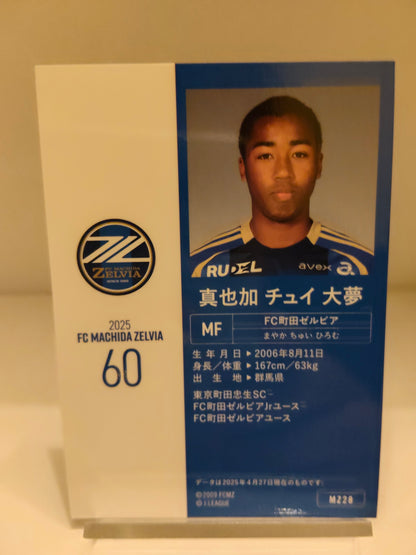 FC MACHIDA
ZELVIA
SINCE 1989
2025
FC MACHIDA ZELVIA
60
RUDEL
avex a
真也加 チュイ 大夢
MF
FC町田ゼルビア
まやか ちゅい ひろむ
生年月日▶2006年8月11日
身長／体重▶167cm／63kg
出生地▶群馬県
東京町田忠生SC
FC町田ゼルビアJrユース
FC町田ゼルビアユース
データは2025年4月27日現在のものです。
©2009 FCMZ
© J.LEAGUE
MZ28